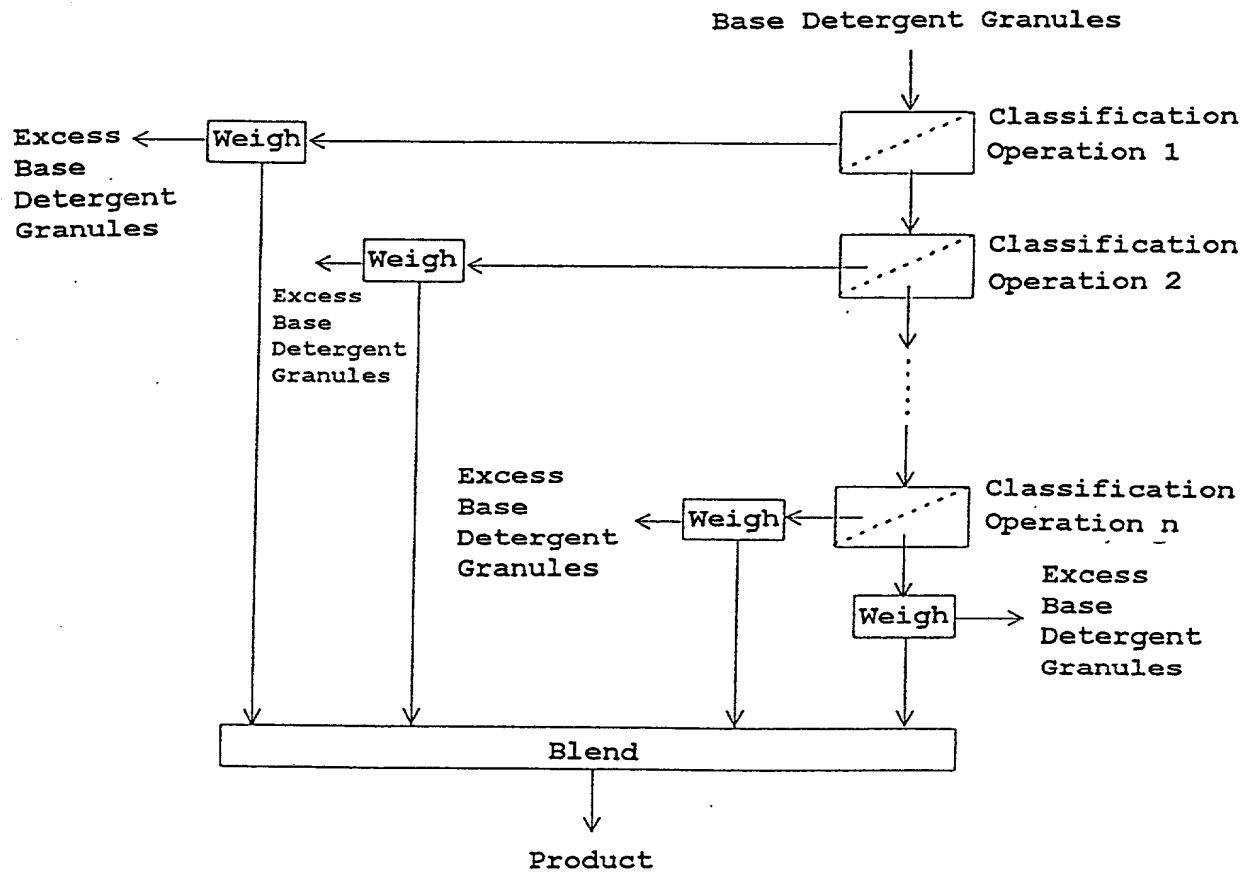 Base Detergent Granules
Classification
Operation 1
Weigh
Excess
Base
Detergent
Granules
Classification
Operation 2
Weigh
Excess
Base
Detergent
Granules
Classification
Operation n
Weigh
Excess
Base
Detergent
Granules
Weigh
Excess
Base
Detergent
Granules
Blend
Product